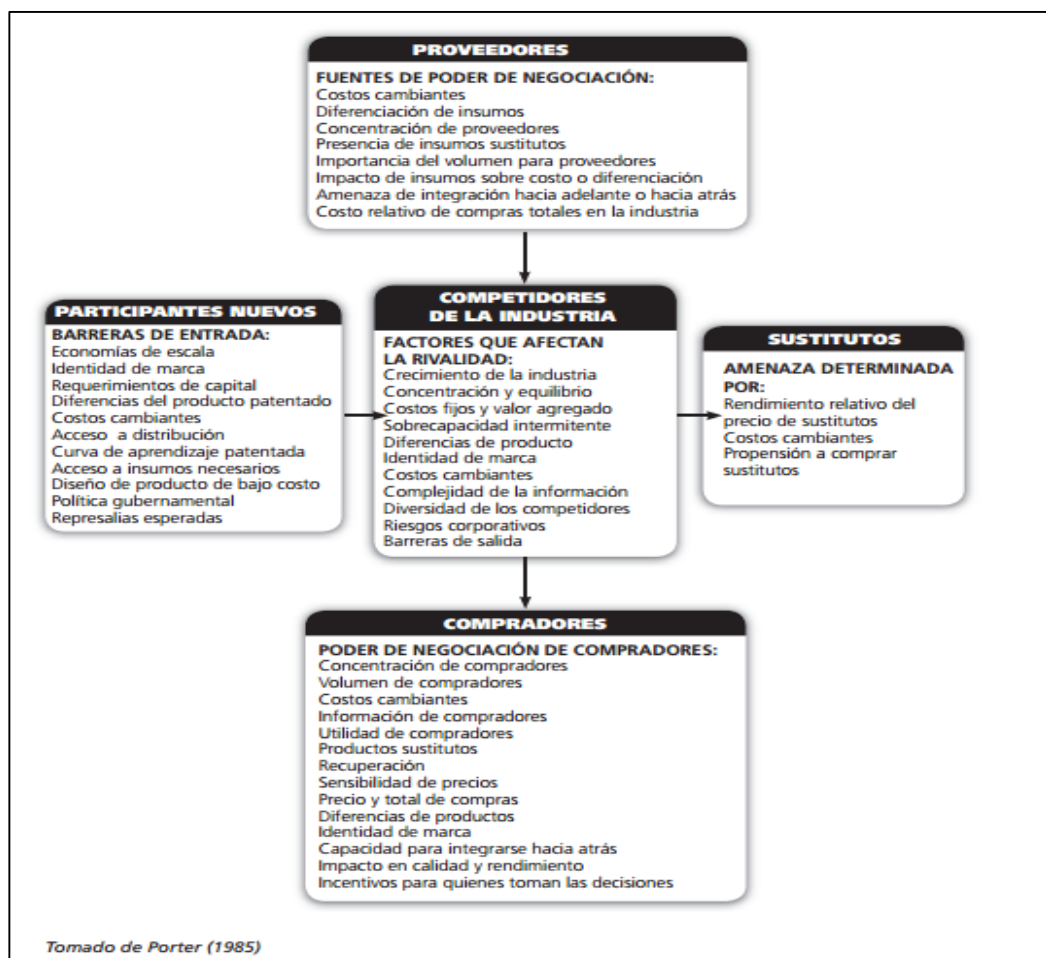 PROVEEDORES
FUENTES DE PODER DE NEGOCIACIÓN:
Costos cambiantes
Diferenciación de insumos
Concentración de proveedores
Presencia de insumos sustitutos
Importancia del volumen para proveedores
Impacto de insumos sobre costo o diferenciación
Amenaza de integración hacia adelante o hacia atrás
Costo relativo de compras totales en la industria
PARTICIPANTES NUEVOS
BARRERAS DE ENTRADA:
Economías de escala
Identidad de marca
Requerimientos de capital
Diferencias del producto patentado
Costos cambiantes
Acceso a distribución
Curva de aprendizaje patentada
Acceso a insumos necesarios
Diseño de producto de bajo costo
Política gubernamental
Represalias esperadas
COMPETIDORES
DE LA INDUSTRIA
FACTORES QUE AFECTAN
LA RIVALIDAD:
Crecimiento de la industria
Concentración y equilibrio
Costos fijos y valor agregado
Sobrecapacidad intermitente
Diferencias de producto
Identidad de marca
Costos cambiantes
Complejidad de la información
Diversidad de los competidores
Riesgos corporativos
Barreras de salida
SUSTITUTOS
AMENAZA DETERMINADA
POR:
Rendimiento relativo del
precio de sustitutos
Costos cambiantes
Propensión a comprar
sustitutos
COMPRADORES
PODER DE NEGOCIACIÓN DE COMPRADORES:
Concentración de compradores
Volumen de compradores
Costos cambiantes
Información de compradores
Utilidad de compradores
Productos sustitutos
Recuperación
Sensibilidad de precios
Precio y total de compras
Diferencias de productos
Identidad de marca
Capacidad para integrarse hacia atrás
Impacto en calidad y rendimiento
Incentivos para quienes toman las decisiones
Tomado de Porter (1985)